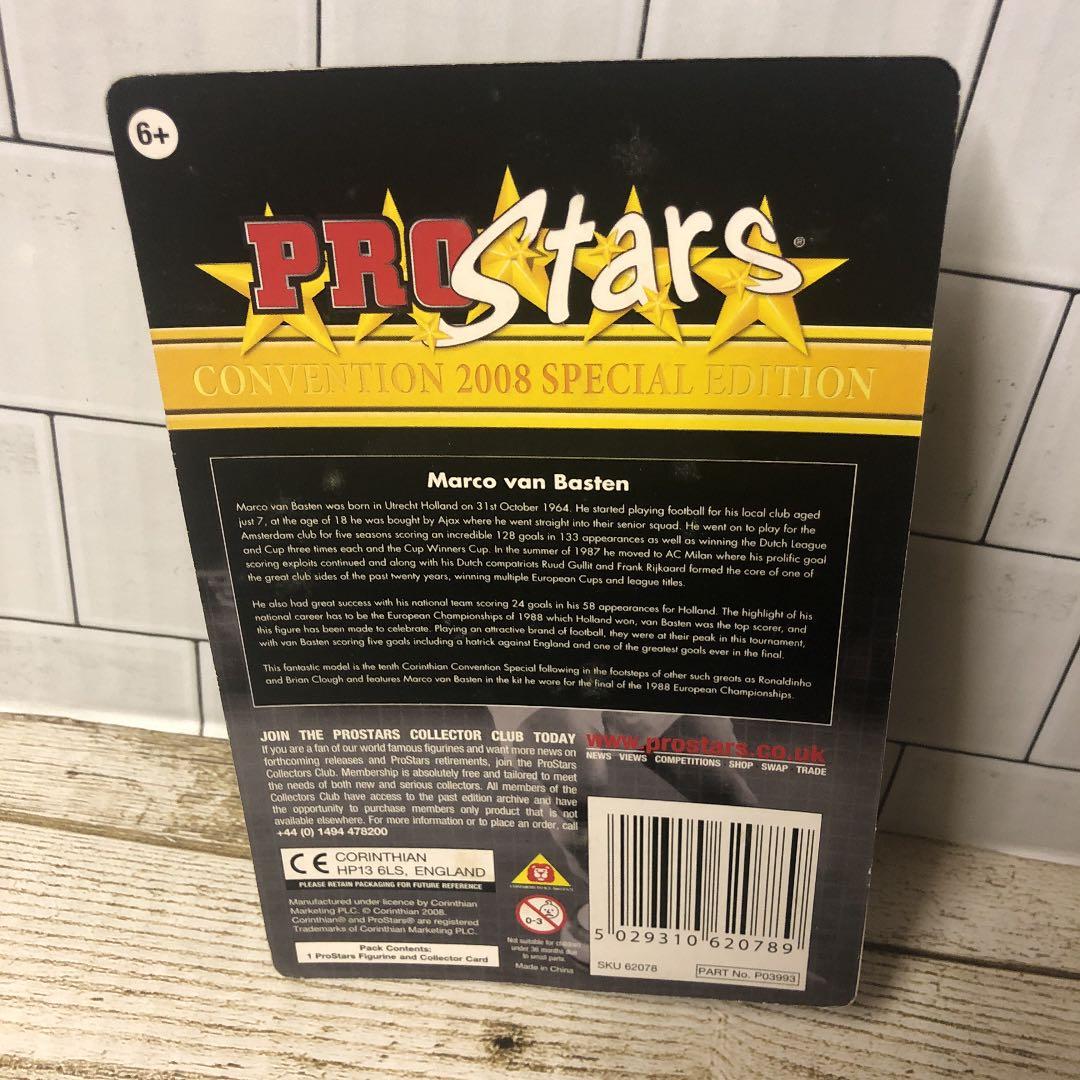 6+
PROStars®
CONVENTION 2008 SPECIAL EDITION
Marco van Basten
Marco van Basten was born in Utrecht Holland on 31st October 1964. He started playing football for his local club aged
just 7, at the age of 18 he was bought by Ajax where he went straight into their senior squad. He went on to play for the
Amsterdam club for five seasons scoring an incredible 128 goals in 133 appearances as well as winning the Dutch League
and Cup three times each and the Cup Winners Cup. In the summer of 1987 he moved to AC Milan where his prolific goal
scoring exploits continued and along with his Dutch compatriots Ruud Gullit and Frank Rijkaard formed the core of one of
the great club sides of the past twenty years, winning multiple European Cups and league titles.
He also had great success with his national team scoring 24 goals in his 58 appearances for Holland. The highlight of his
national career has to be the European Championships of 1988 which Holland won, van Basten was the top scorer, and
this figure has been made to celebrate. Playing an attractive brand of football, they were at their peak in this tournament,
with van Basten scoring five goals including a hatrick against England and one of the greatest goals ever in the final.
This fantastic model is the tenth Corinthian Convention Special following in the footsteps of other such greats as Ronaldinho
and Brian Clough and features Marco van Basten in the kit he wore for the final of the 1988 European Championships.
JOIN THE PROSTARS COLLECTOR CLUB TODAY
If you are a fan of our world famous figurines and want more news on
forthcoming releases and ProStars retirements, join the ProStars
Collectors Club. Membership is absolutely free and tailored to meet
the needs of both new and serious collectors. All members of the
Collectors Club have access to the past edition archive and have
the opportunity to purchase members only product that is not
available elsewhere. For more information or to place an order, call
+44 (0) 1494 478200
www.prostars.co.uk
NEWS VIEWS COMPETITIONS SHOP SWAP TRADE
CE CORINTHIAN
HP13 6LS, ENGLAND
PLEASE RETAIN PACKAGING FOR FUTURE REFERENCE
Manufactured under licence by Corinthian
Marketing PLC. © Corinthian 2008.
Corinthian® and ProStars® are registered
Trademarks of Corinthian Marketing PLC.
Pack Contents:
1 ProStars Figurine and Collector Card
0-3
Not suitable for children
under 36 months due
to small parts.
Made in China
5 029310 620789
SKU 62078
PART No. P03993